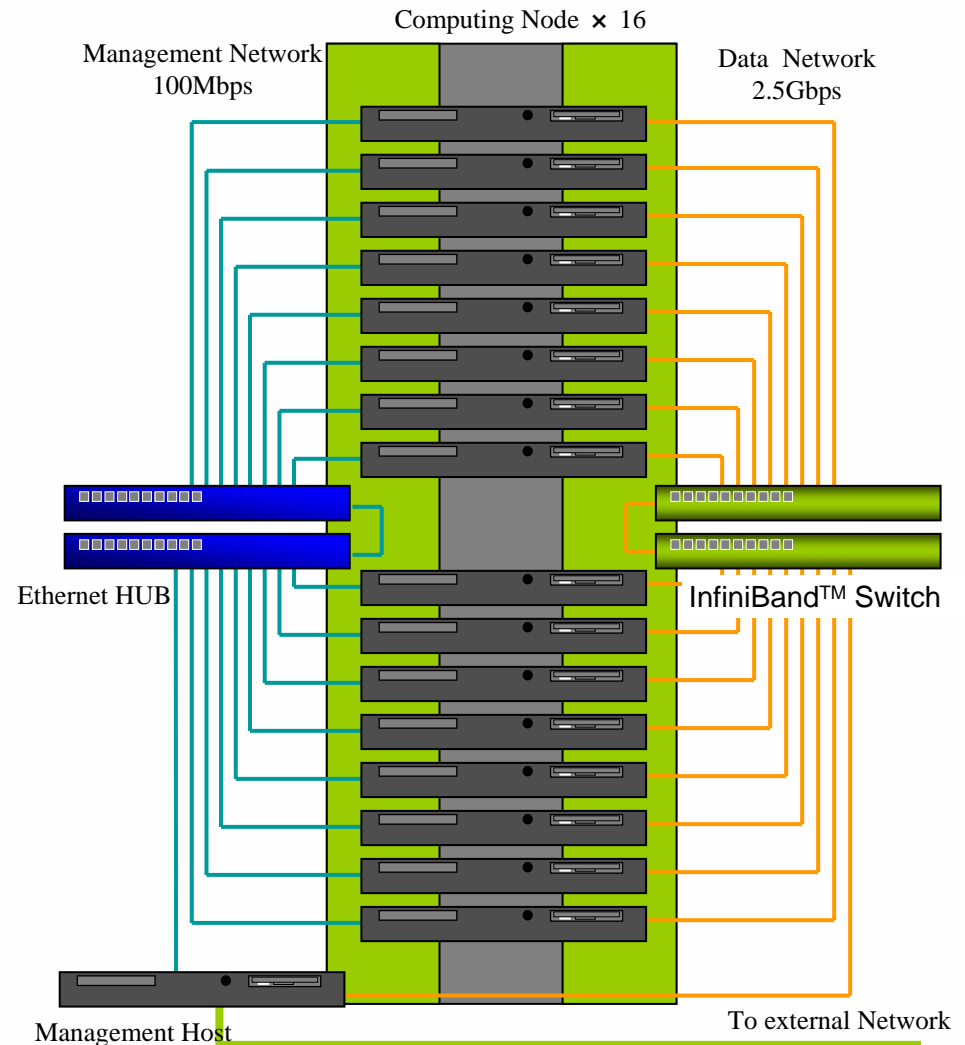 Computing Node × 16
Management Network
100Mbps
Data Network
2.5Gbps
Ethernet HUB
InfiniBand™ Switch
Management Host
To external Network